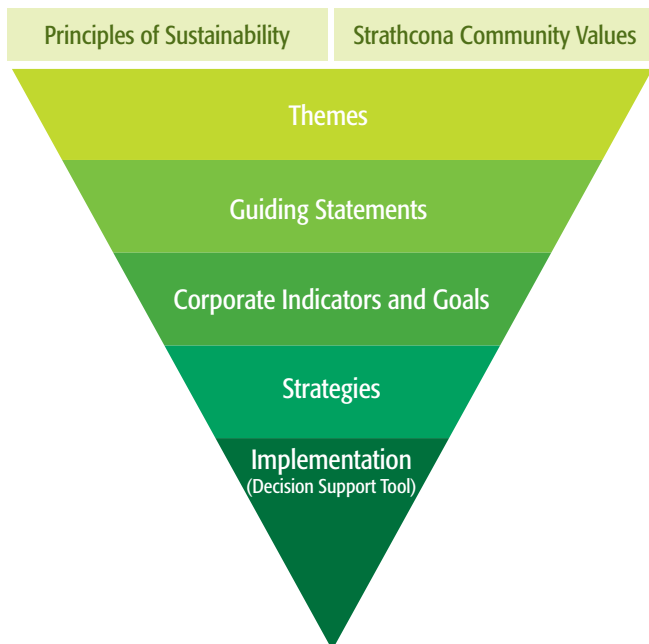 Principles of Sustainability
Strathcona Community Values
Themes
Guiding Statements
Corporate Indicators and Goals
Strategies
Implementation
(Decision Support Tool)